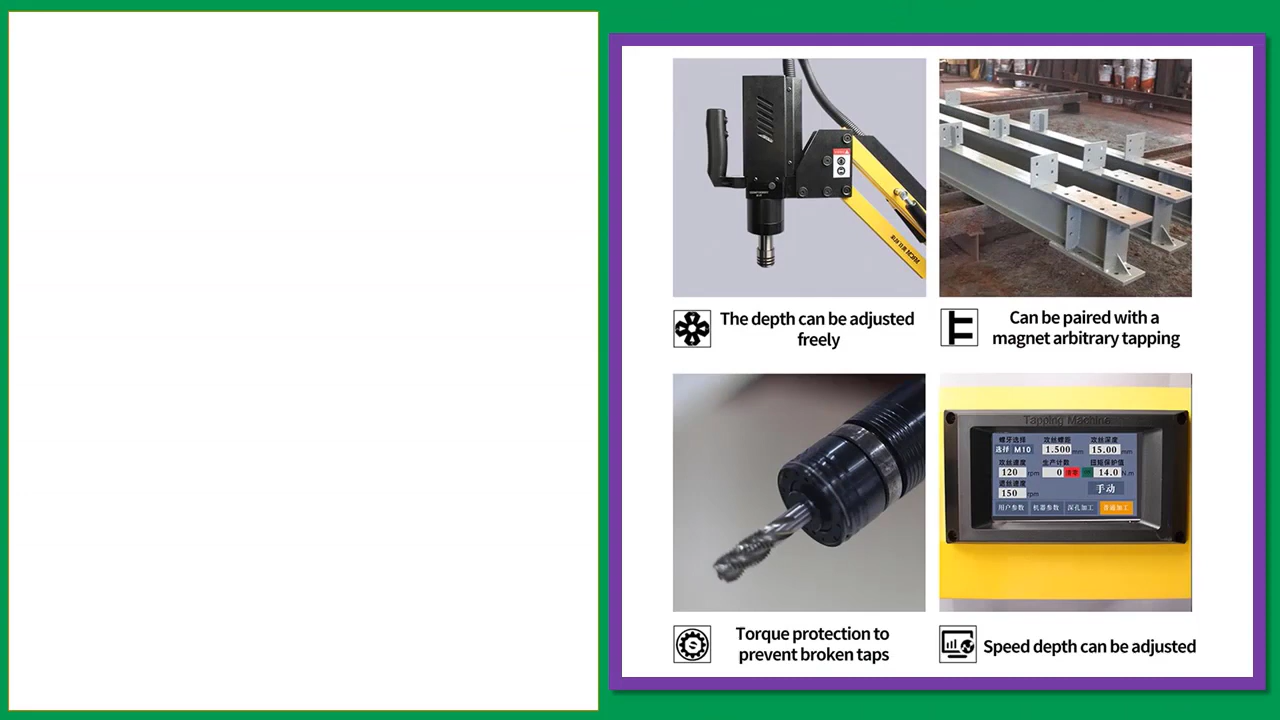 The depth can be adjusted
freely
Can be paired with a
magnet arbitrary tapping
Torque protection to
prevent broken taps
Tapping Machine
螺牙选择 攻丝螺距 攻丝深度
选择 M10 1.500 mm 15.00 mm
攻丝速度 生产计数 扭矩保护值
120 rpm 0 清零 14.0 N.m
退丝速度
150 rpm 手动
用户参数 机器参数 深孔加工 普通加工
Speed depth can be adjusted